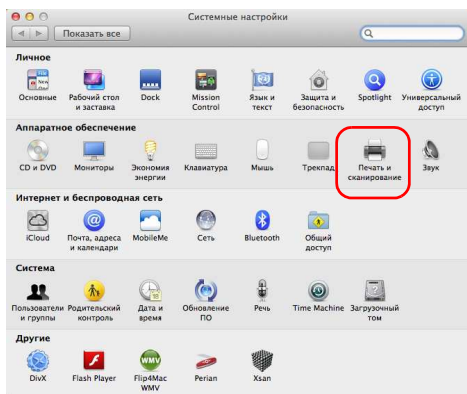 Системные настройки
Показать все
Личное
Основные
Рабочий стол и заставка
Dock
Mission Control
Язык и текст
Защита и безопасность
Spotlight
Универсальный доступ
Аппаратное обеспечение
CD и DVD
Мониторы
Экономия энергии
Клавиатура
Мышь
Трекпад
Печать и сканирование
Звук
Интернет и беспроводная сеть
iCloud
Почта, адреса и календари
MobileMe
Сеть
Bluetooth
Общий доступ
Система
Пользователи и группы
Родительский контроль
Дата и время
Обновление ПО
Речь
Time Machine
Загрузочный том
Другие
DivX
Flash Player
Flip4Mac WMV
Perian
Xsan